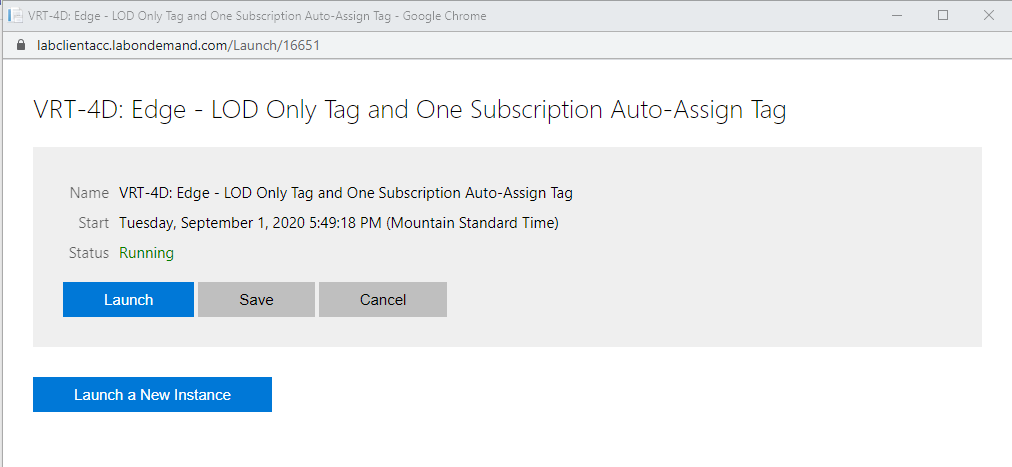 VRT-4D: Edge - LOD Only Tag and One Subscription Auto-Assign Tag - Google Chrome
labclientacc.labondemand.com/Launch/16651
VRT-4D: Edge - LOD Only Tag and One Subscription Auto-Assign Tag
Name VRT-4D: Edge - LOD Only Tag and One Subscription Auto-Assign Tag
Start Tuesday, September 1, 2020 5:49:18 PM (Mountain Standard Time)
Status Running
Launch Save Cancel
Launch a New Instance